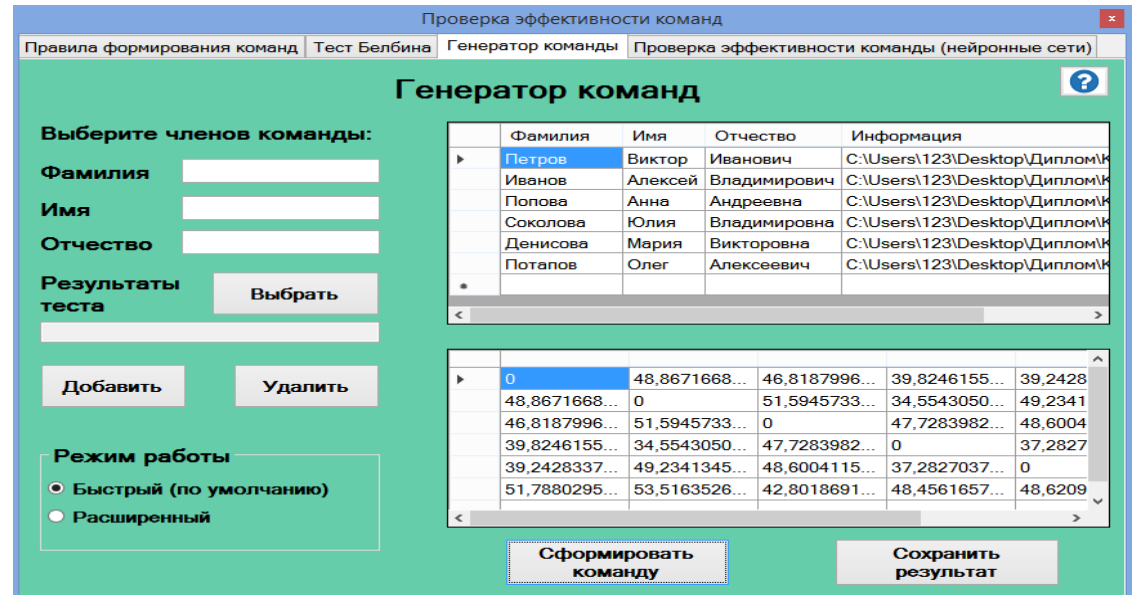 Проверка эффективности команд
x
Правила формирования команд Тест Белбина Генератор команды Проверка эффективности команды (нейронные сети)
Генератор команд
?
Выберите членов команды:
Фамилия
Имя
Отчество
Результаты
теста
Выбрать
Добавить Удалить
Режим работы
Быстрый (по умолчанию)
Расширенный
Фамилия Имя Отчество Информация
Петров Виктор Иванович C:\Users\123\Desktop\Диплом\К
Иванов Алексей Владимирович C:\Users\123\Desktop\Диплом\К
Попова Анна Андреевна C:\Users\123\Desktop\Диплом\К
Соколова Юлия Владимировна C:\Users\123\Desktop\Диплом\К
Денисова Мария Викторовна C:\Users\123\Desktop\Диплом\К
Потапов Олег Алексеевич C:\Users\123\Desktop\Диплом\К
0 48,8671668... 46,8187996... 39,8246155... 39,2428
48,8671668... 0 51,5945733... 34,5543050... 49,2341
46,8187996... 51,5945733... 0 47,7283982... 48,6004
39,8246155... 34,5543050... 47,7283982... 0 37,2827
39,2428337... 49,2341345... 48,6004115... 37,2827037... 0
51,7880295... 53,5163526... 42,8018691... 48,4561657... 48,6209
Сформировать
команду
Сохранить
результат